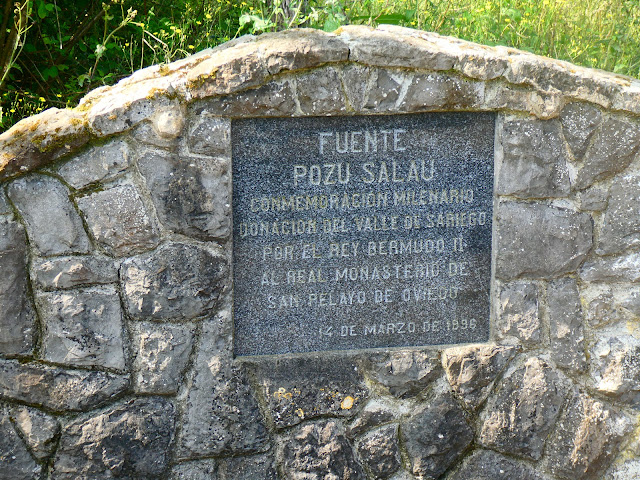 FUENTE
POZU SALAU
CONMEMORACION MILENARIO
DONACION DEL VALLE DE SARIEGO
POR EL REY BERMUDO II
AL REAL MONASTERIO DE
SAN PELAYO DE OVIEDO
14 DE MARZO DE 1996